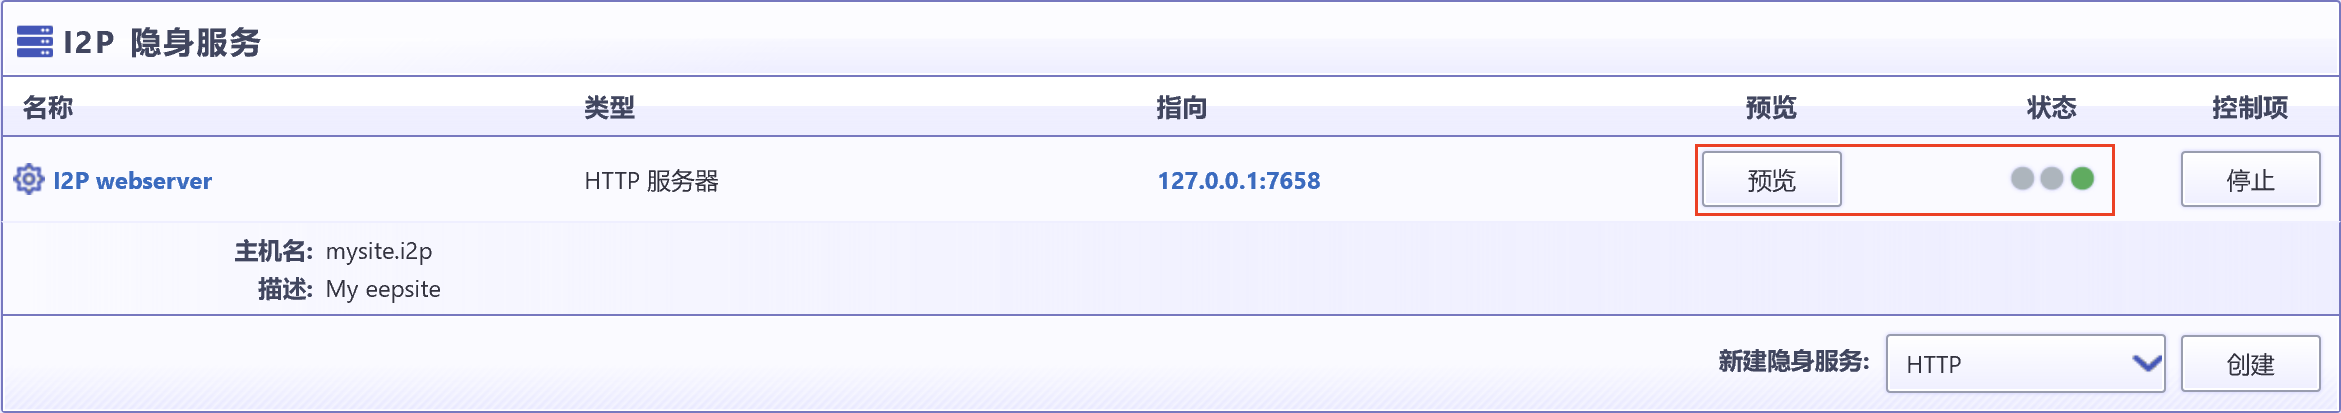 I2P 隐身服务
名称 类型 指向 预览 状态 控制项
I2P webserver HTTP 服务器 127.0.0.1:7658 预览 停止
主机名: mysite.i2p
描述: My eepsite
新建隐身服务: HTTP 创建